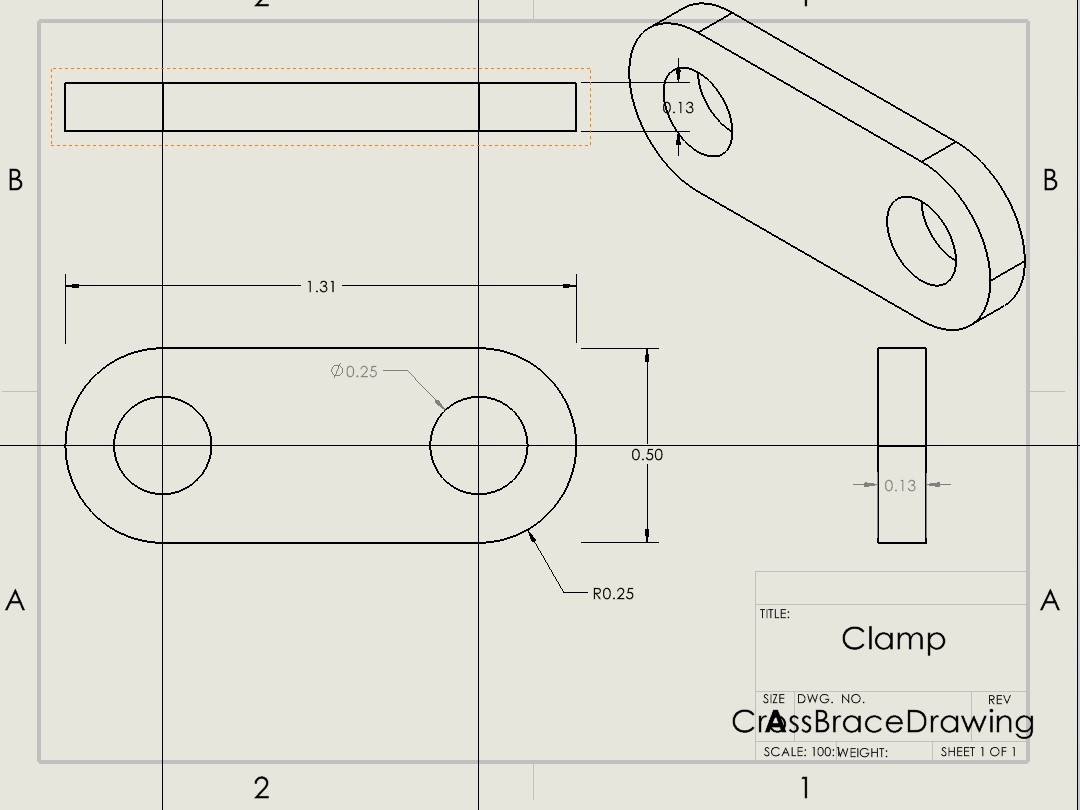 2 1
0.13
B B
1.31
Ø0.25
0.50
0.13
R0.25
A A
TITLE:
Clamp
SIZE DWG. NO. REV
A
CrossBraceDrawing
SCALE: 100:1 WEIGHT: SHEET 1 OF 1
2 1